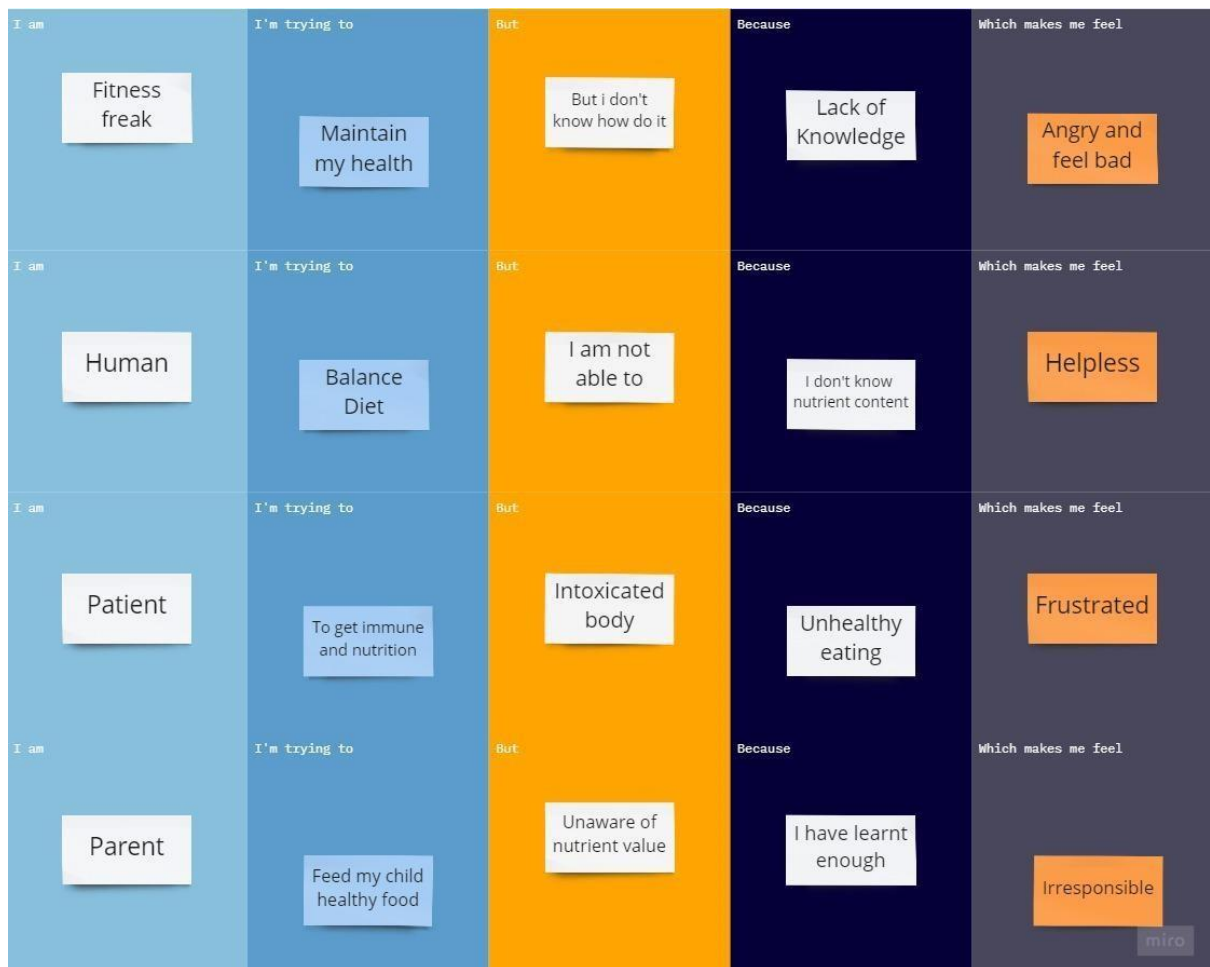 I am
I'm trying to
But
Because
Which makes me feel
Fitness
freak
Maintain
my health
But i don't
know how do it
Lack of
Knowledge
Angry and
feel bad
I am
I'm trying to
But
Because
Which makes me feel
Human
Balance
Diet
I am not
able to
I don't know
nutrient content
Helpless
I am
I'm trying to
But
Because
Which makes me feel
Patient
To get immune
and nutrition
Intoxicated
body
Unhealthy
eating
Frustrated
I am
I'm trying to
But
Because
Which makes me feel
Parent
Feed my child
healthy food
Unaware of
nutrient value
I have learnt
enough
Irresponsible
miro